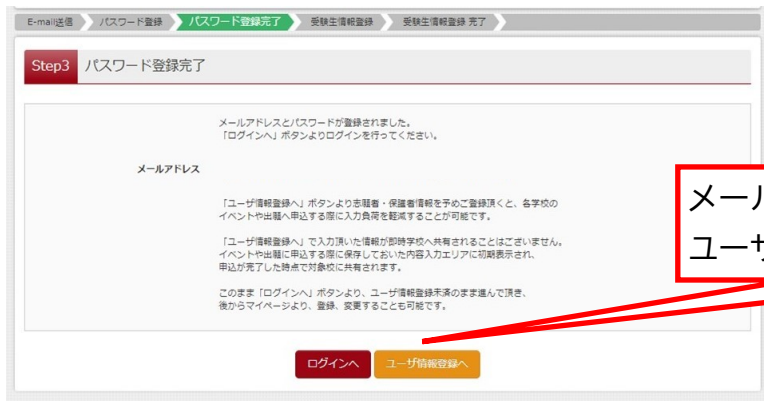 E-mail送信 パスワード登録 パスワード登録完了 受験生情報登録 受験生情報登録 完了
Step3 パスワード登録完了
メールアドレスとパスワードが登録されました。
「ログインへ」ボタンよりログインを行ってください。
メールアドレス
「ユーザ情報登録へ」ボタンより志願者・保護者情報を予めご登録頂くと、各学校の
イベントや出願へ申込する際に入力負荷を軽減することが可能です。
「ユーザ情報登録へ」で入力頂いた情報が即時学校へ共有されることはございません。
イベントや出願に申込する際に保存しておいた内容入力エリアに初期表示され、
申込が完了した時点で対象校に共有されます。
このまま「ログインへ」ボタンより、ユーザ情報登録未済のまま進んで頂き、
後からマイページより、登録、変更することも可能です。
メール
ユーザ
ログインへ ユーザ情報登録へ